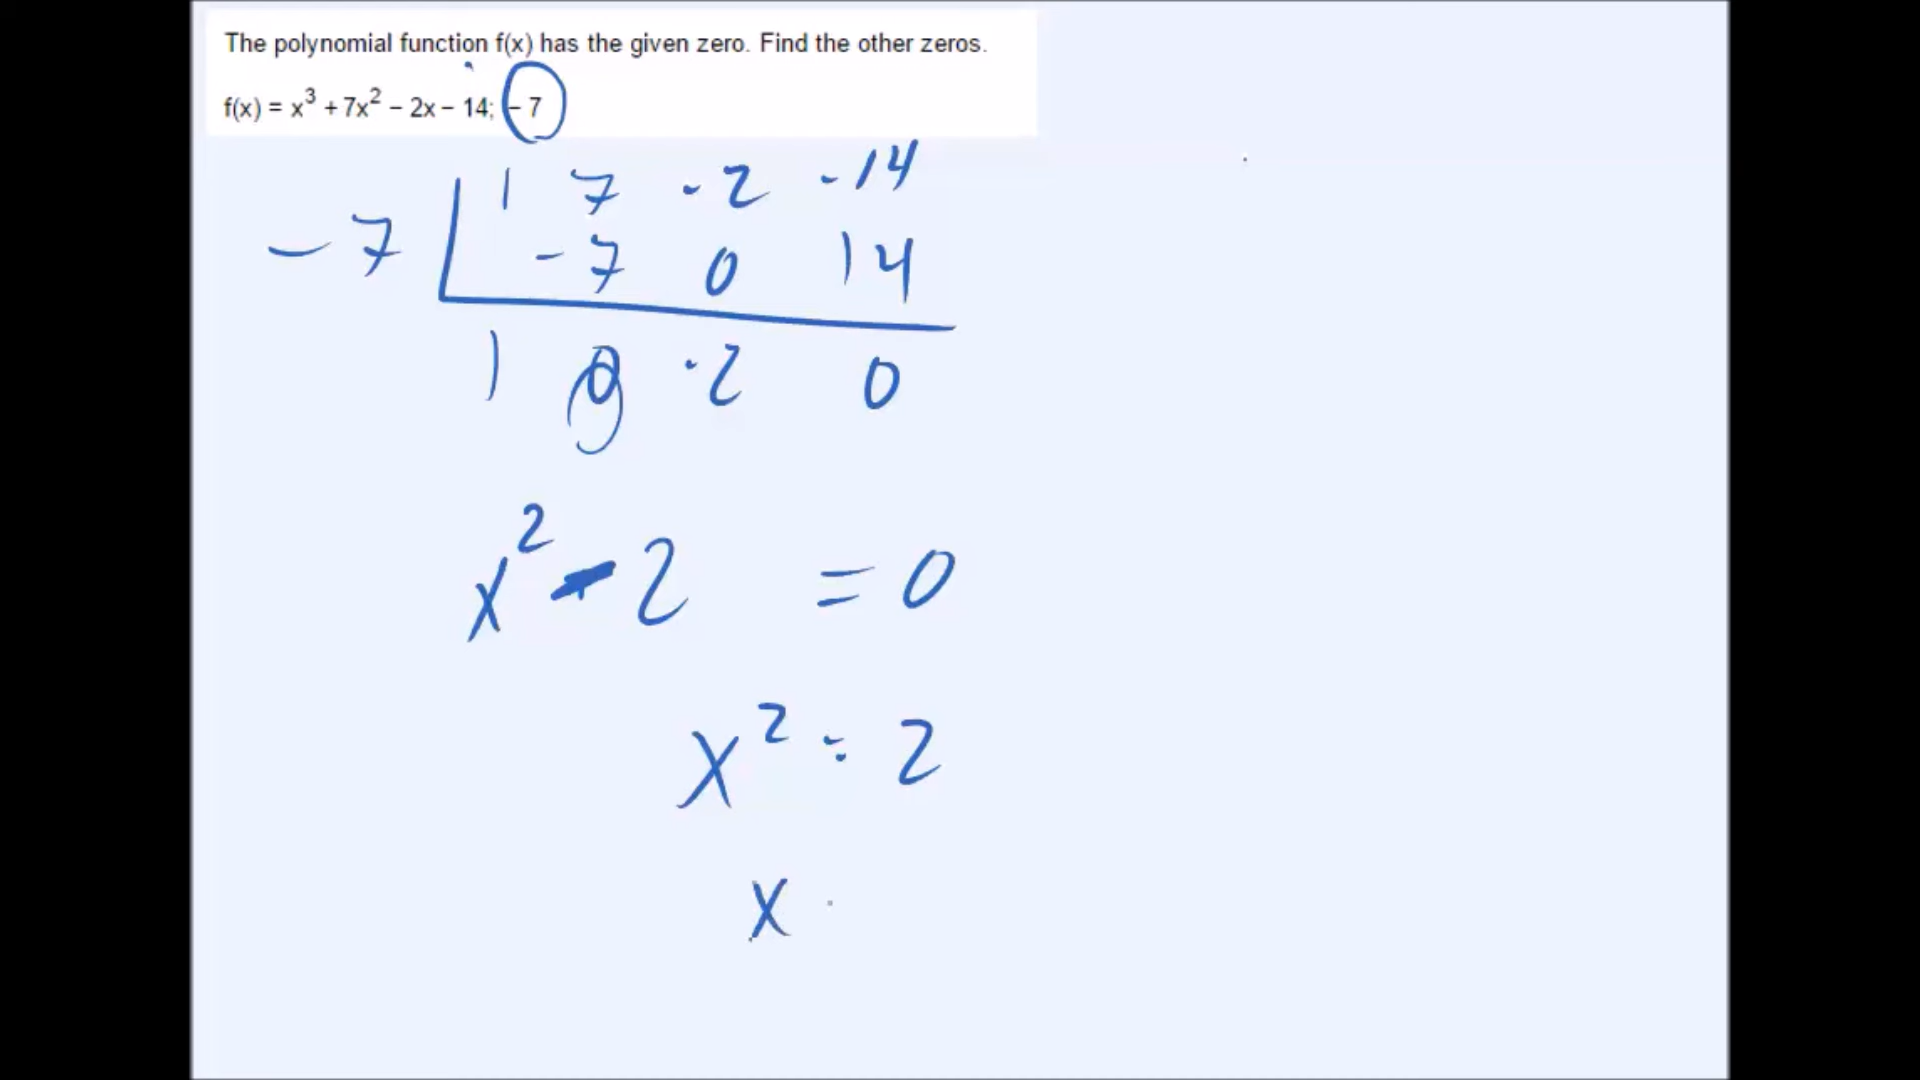 The polynomial function f(x) has the given zero. Find the other zeros.
f(x) = x³ + 7x² − 2x − 14; − 7
1 7 -2 -14
−7 -7 0 14
1 0 -2 0
x² - 2 = 0
x² = 2
x